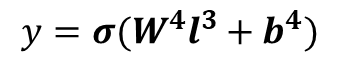 y = σ(W⁴l³ + b⁴)